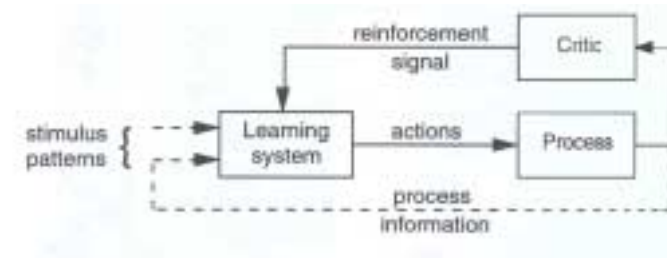 reinforcement
signal
Critic
stimulus
patterns
Learning
system
actions
Process
process
information